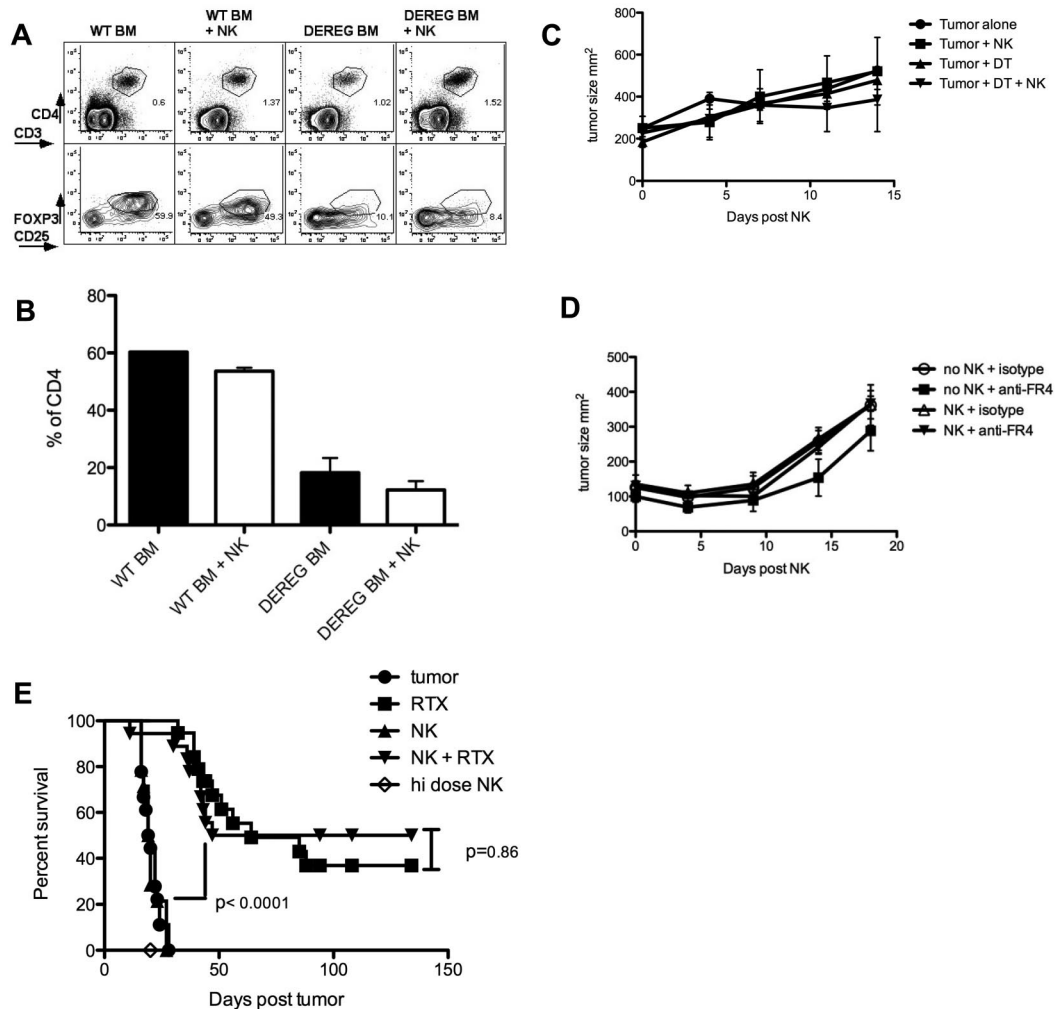 A
WT BM
WT BM
+ NK
DEREG BM
DEREG BM
+ NK
CD4
CD3
0.6
1.37
1.02
1.52
FOXP3
CD25
59.9
49.3
10.1
8.4
B
% of CD4
80
60
40
20
0
WT BM
WT BM + NK
DEREG BM
DEREG BM + NK
C
Tumor alone
Tumor + NK
Tumor + DT
Tumor + DT + NK
tumor size mm²
800
600
400
200
0
0 5 10 15
Days post NK
D
no NK + isotype
no NK + anti-FR4
NK + isotype
NK + anti-FR4
tumor size mm²
500
400
300
200
100
0
0 5 10 15 20
Days post NK
E
tumor
RTX
NK
NK + RTX
hi dose NK
Percent survival
100
80
60
40
20
0
p=0.86
p< 0.0001
0 50 100 150
Days post tumor